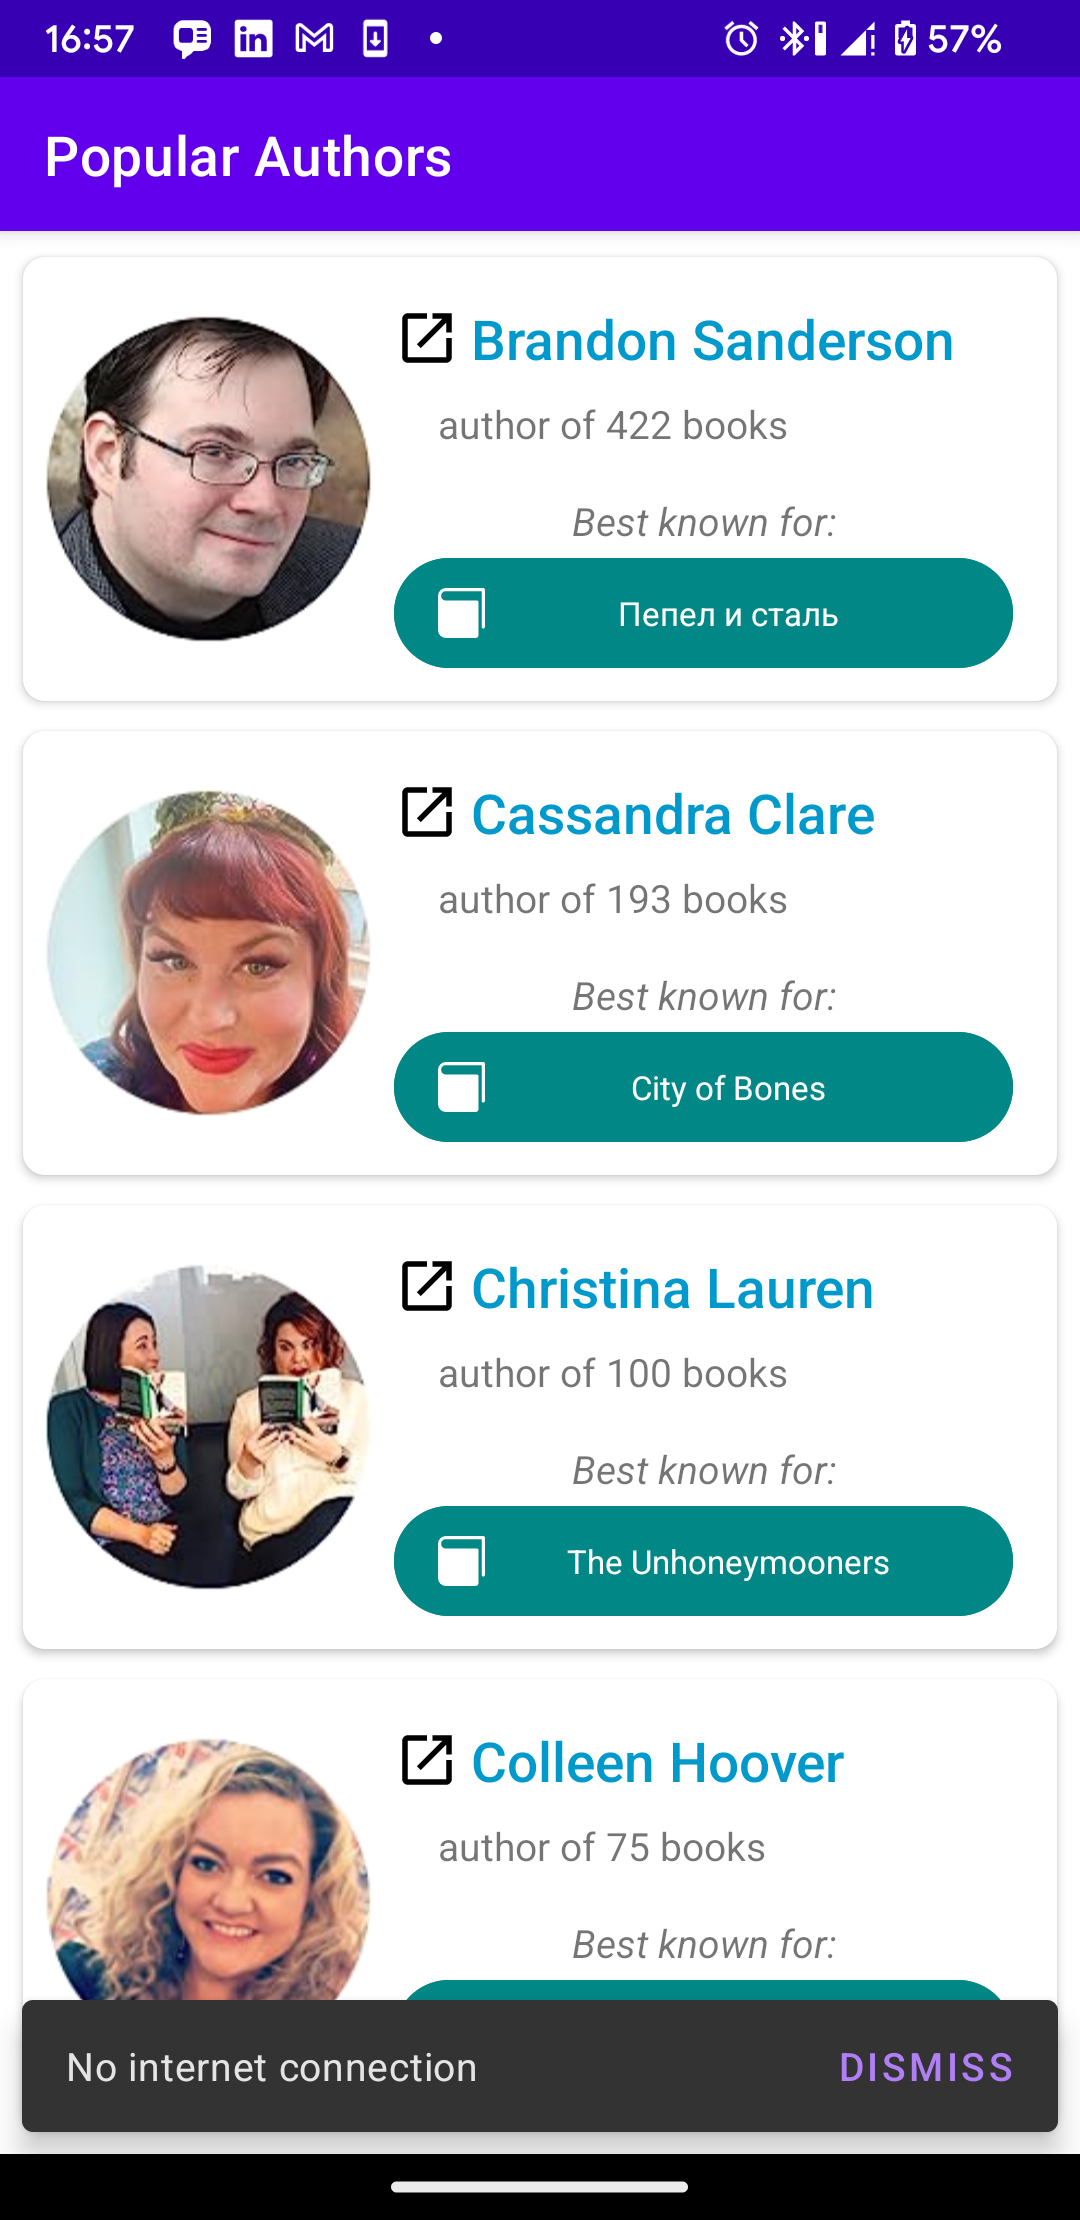 16:57
57%
Popular Authors
Brandon Sanderson
author of 422 books
Best known for:
Пепел и сталь
Cassandra Clare
author of 193 books
Best known for:
City of Bones
Christina Lauren
author of 100 books
Best known for:
The Unhoneymooners
Colleen Hoover
author of 75 books
Best known for:
No internet connection
DISMISS